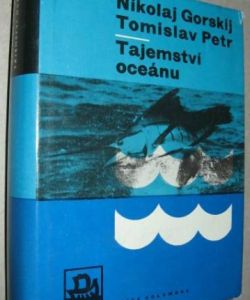 Nikolaj Gorskij
Tomislav Petr
Tajemství
oceánu